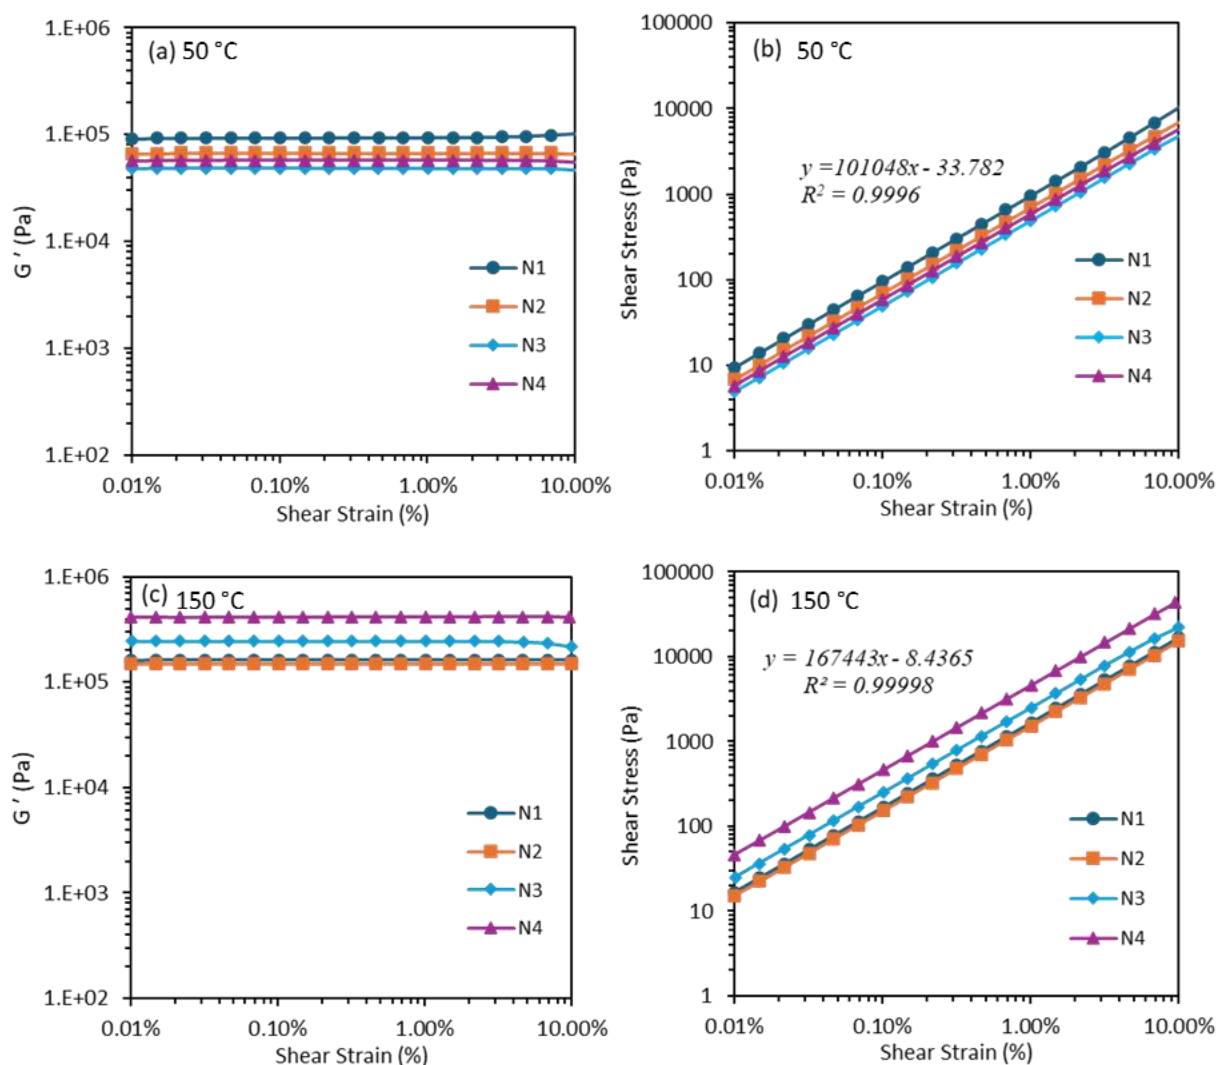 (a) 50 °C
1.E+06
1.E+05
1.E+04
1.E+03
1.E+02
G ' (Pa)
N1
N2
N3
N4
0.01% 0.10% 1.00% 10.00%
Shear Strain (%)
(b) 50 °C
100000
10000
1000
100
10
1
Shear Stress (Pa)
y =101048x - 33.782
R² = 0.9996
N1
N2
N3
N4
0.01% 0.10% 1.00% 10.00%
Shear Strain (%)
(c) 150 °C
1.E+06
1.E+05
1.E+04
1.E+03
1.E+02
G ' (Pa)
N1
N2
N3
N4
0.01% 0.10% 1.00% 10.00%
Shear Strain (%)
(d) 150 °C
100000
10000
1000
100
10
1
Shear Stress (Pa)
y = 167443x - 8.4365
R² = 0.99998
N1
N2
N3
N4
0.01% 0.10% 1.00% 10.00%
Shear Strain (%)